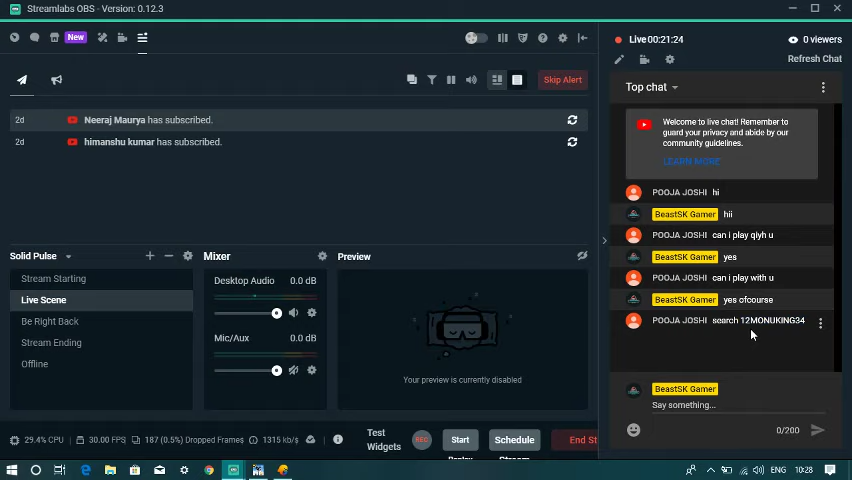 Streamlabs OBS - Version: 0.12.3
New
Skip Alert
2d Neeraj Maurya has subscribed.
2d himanshu kumar has subscribed.
Solid Pulse
Stream Starting
Live Scene
Be Right Back
Stream Ending
Offline
Mixer
Desktop Audio 0.0 dB
Mic/Aux 0.0 dB
Preview
Your preview is currently disabled
29.4% CPU 30.00 FPS 187 (0.5%) Dropped Frames 1315 kb/s
Test
Widgets
REC
Start
Replay
Schedule
Stream
End St
Live 00:21:24 0 viewers
Refresh Chat
Top chat
Welcome to live chat! Remember to
guard your privacy and abide by our
community guidelines.
LEARN MORE
POOJA JOSHI hi
BeastSK Gamer hii
POOJA JOSHI can i play qiyh u
BeastSK Gamer yes
POOJA JOSHI can i play with u
BeastSK Gamer yes ofcourse
POOJA JOSHI search 12MONUKING34
BeastSK Gamer
Say something...
0/200
ENG 10:28